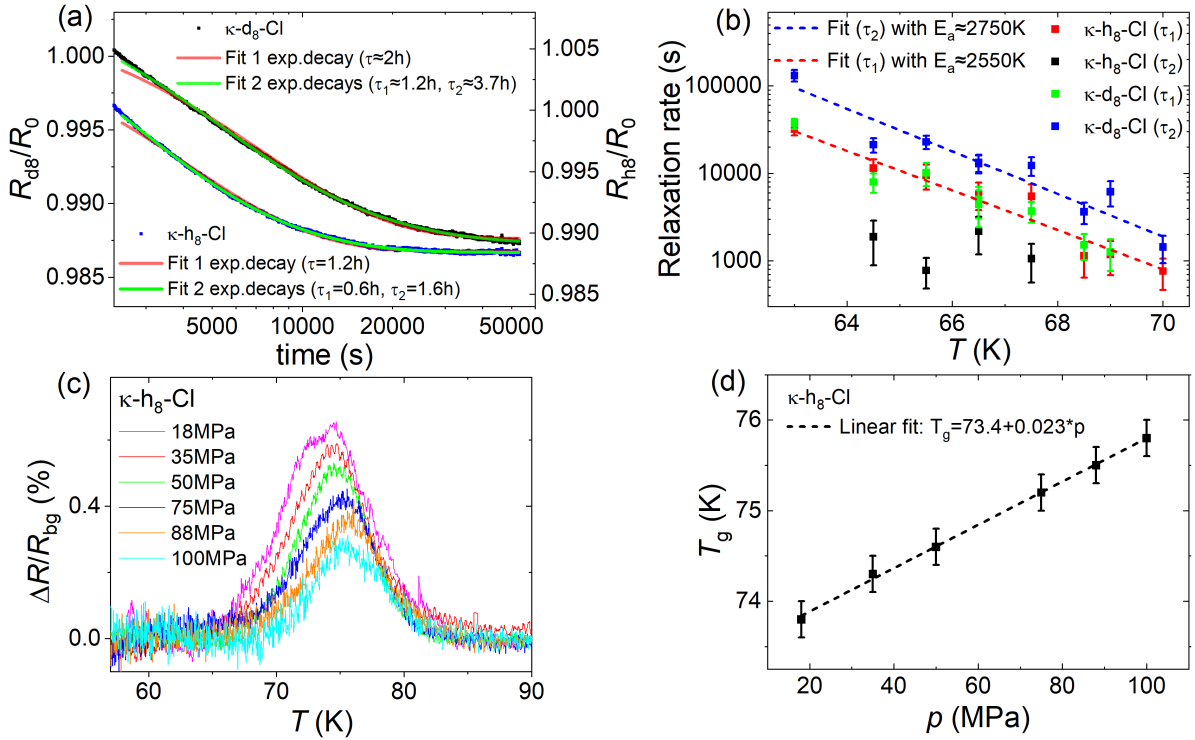 (a)
κ-d8-Cl
Fit 1 exp.decay (τ≈2h)
Fit 2 exp.decays (τ1≈1.2h, τ2≈3.7h)
κ-h8-Cl
Fit 1 exp.decay (τ=1.2h)
Fit 2 exp.decays (τ1=0.6h, τ2=1.6h)
1.000
0.995
0.990
0.985
Rd8/R0
1.005
1.000
0.995
0.990
0.985
Rh8/R0
5000 10000 20000 50000
time (s)
(b)
Fit (τ2) with Ea≈2750K
Fit (τ1) with Ea≈2550K
κ-h8-Cl (τ1)
κ-h8-Cl (τ2)
κ-d8-Cl (τ1)
κ-d8-Cl (τ2)
100000
10000
1000
Relaxation rate (s)
64 66 68 70
T (K)
(c)
κ-h8-Cl
18MPa
35MPa
50MPa
75MPa
88MPa
100MPa
0.4
0.0
ΔR/Rbg (%)
60 70 80 90
T (K)
(d)
κ-h8-Cl
Linear fit: Tg=73.4+0.023*p
76
75
74
Tg (K)
20 40 60 80 100
p (MPa)